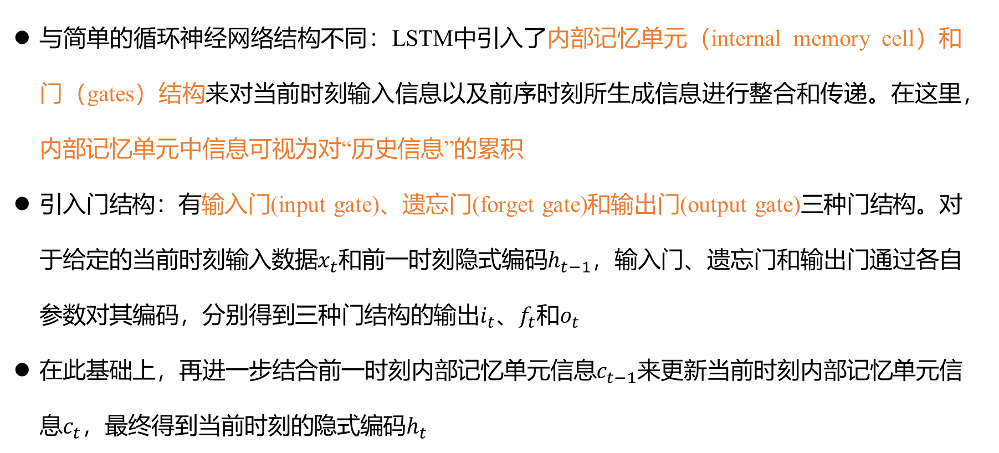 ● 与简单的循环神经网络结构不同：LSTM中引入了内部记忆单元（internal memory cell）和
门（gates）结构来对当前时刻输入信息以及前序时刻所生成信息进行整合和传递。在这里，
内部记忆单元中信息可视为对“历史信息”的累积
● 引入门结构：有输入门(input gate)、遗忘门(forget gate)和输出门(output gate)三种门结构。对
于给定的当前时刻输入数据𝑥ₜ和前一时刻隐式编码ℎₜ₋₁，输入门、遗忘门和输出门通过各自
参数对其编码，分别得到三种门结构的输出𝑖ₜ、𝑓ₜ和𝑜ₜ
● 在此基础上，再进一步结合前一时刻内部记忆单元信息𝑐ₜ₋₁来更新当前时刻内部记忆单元信
息𝑐ₜ，最终得到当前时刻的隐式编码ℎₜ